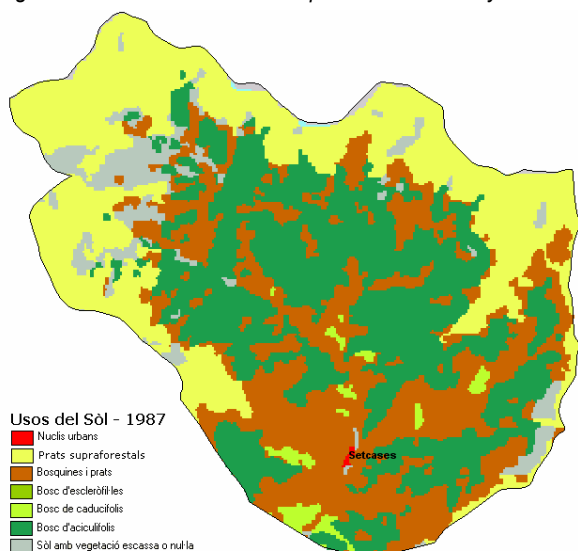 Usos del Sòl - 1987
Nuclis urbans
Prats supraforestals
Bosquines i prats
Bosc d'escleròfil·les
Bosc de caducifolis
Bosc d'aciculifolis
Sòl amb vegetació escassa o nul·la
Setcases